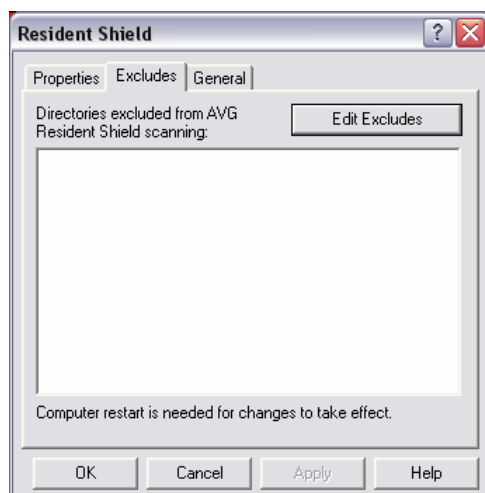 Resident Shield
Properties Excludes General
Directories excluded from AVG
Resident Shield scanning:
Edit Excludes
Computer restart is needed for changes to take effect.
OK Cancel Apply Help